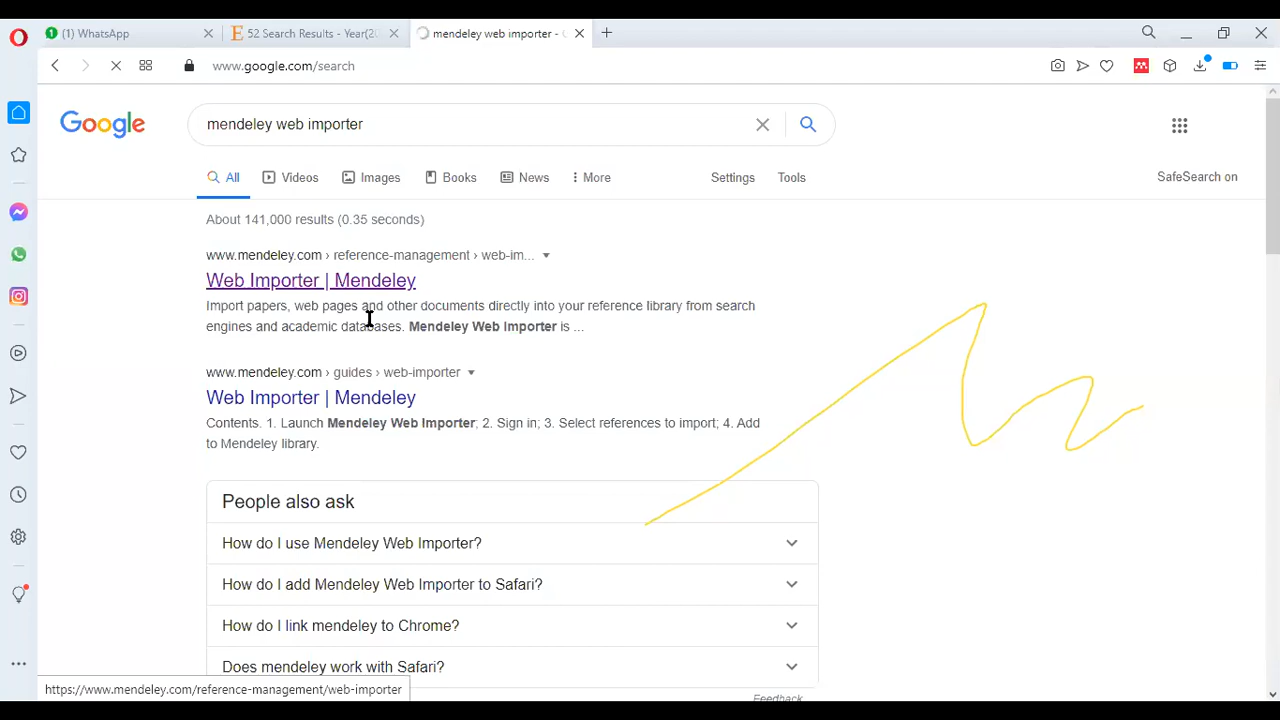 (1) WhatsApp
52 Search Results - Year(20
mendeley web importer - G
www.google.com/search
Google
mendeley web importer
All
Videos
Images
Books
News
More
Settings
Tools
SafeSearch on
About 141,000 results (0.35 seconds)
www.mendeley.com › reference-management › web-im...
Web Importer | Mendeley
Import papers, web pages and other documents directly into your reference library from search
engines and academic databases. Mendeley Web Importer is ...
www.mendeley.com › guides › web-importer
Web Importer | Mendeley
Contents. 1. Launch Mendeley Web Importer; 2. Sign in; 3. Select references to import; 4. Add
to Mendeley library.
People also ask
How do I use Mendeley Web Importer?
How do I add Mendeley Web Importer to Safari?
How do I link mendeley to Chrome?
Does mendeley work with Safari?
Feedback
https://www.mendeley.com/reference-management/web-importer